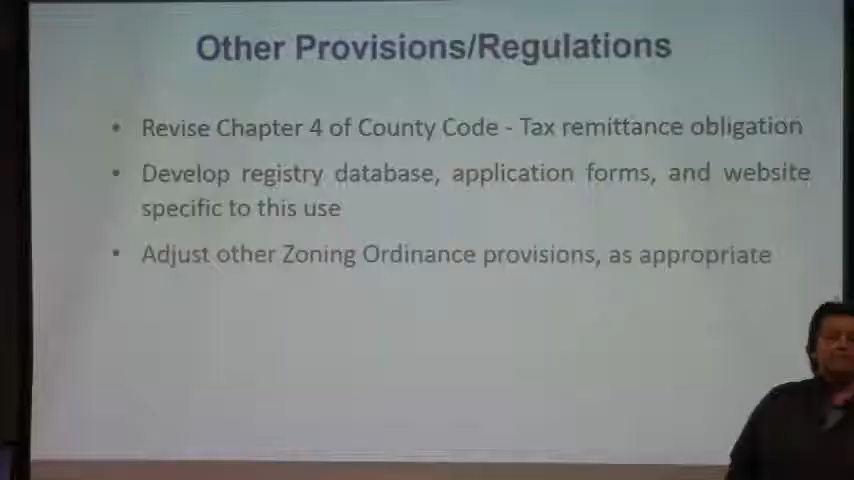 Other Provisions/Regulations
• Revise Chapter 4 of County Code - Tax remittance obligation
• Develop registry database, application forms, and website
specific to this use
• Adjust other Zoning Ordinance provisions, as appropriate